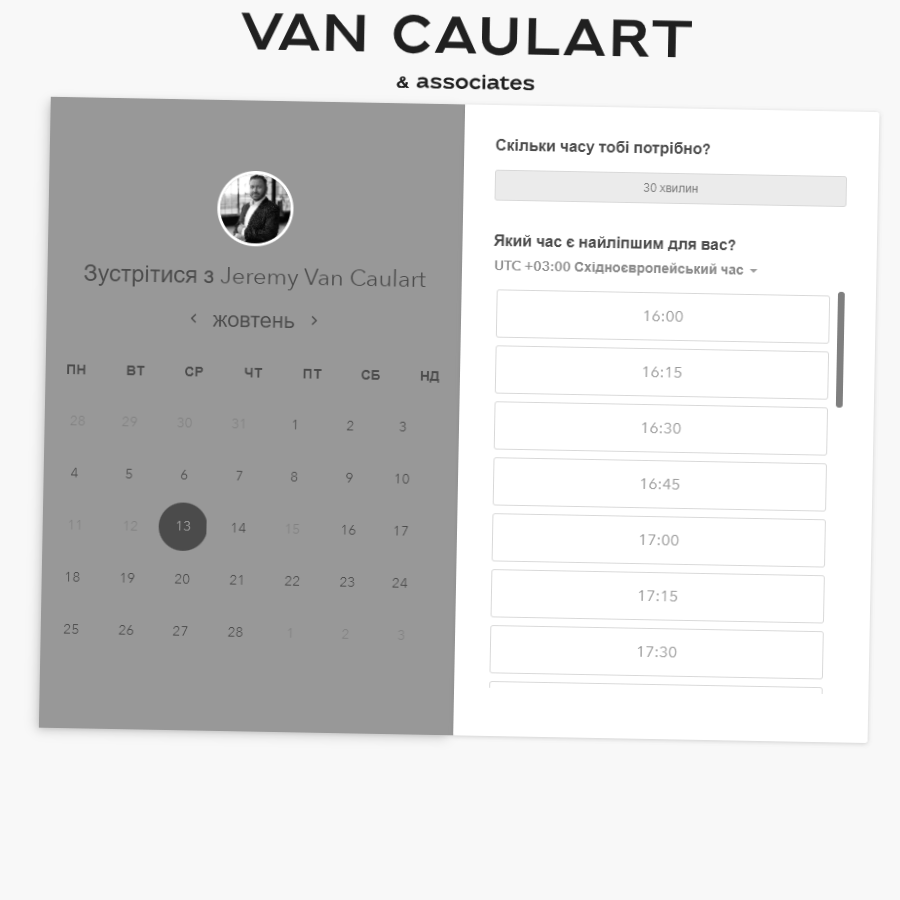 VAN CAULART
& associates
Зустрітися з Jeremy Van Caulart
жовтень
ПН ВТ СР ЧТ ПТ СБ НД
28 29 30 31 1 2 3
4 5 6 7 8 9 10
11 12 13 14 15 16 17
18 19 20 21 22 23 24
25 26 27 28 1 2 3
Скільки часу тобі потрібно?
30 хвилин
Який час є найліпшим для вас?
UTC +03:00 Східноєвропейський час
16:00
16:15
16:30
16:45
17:00
17:15
17:30